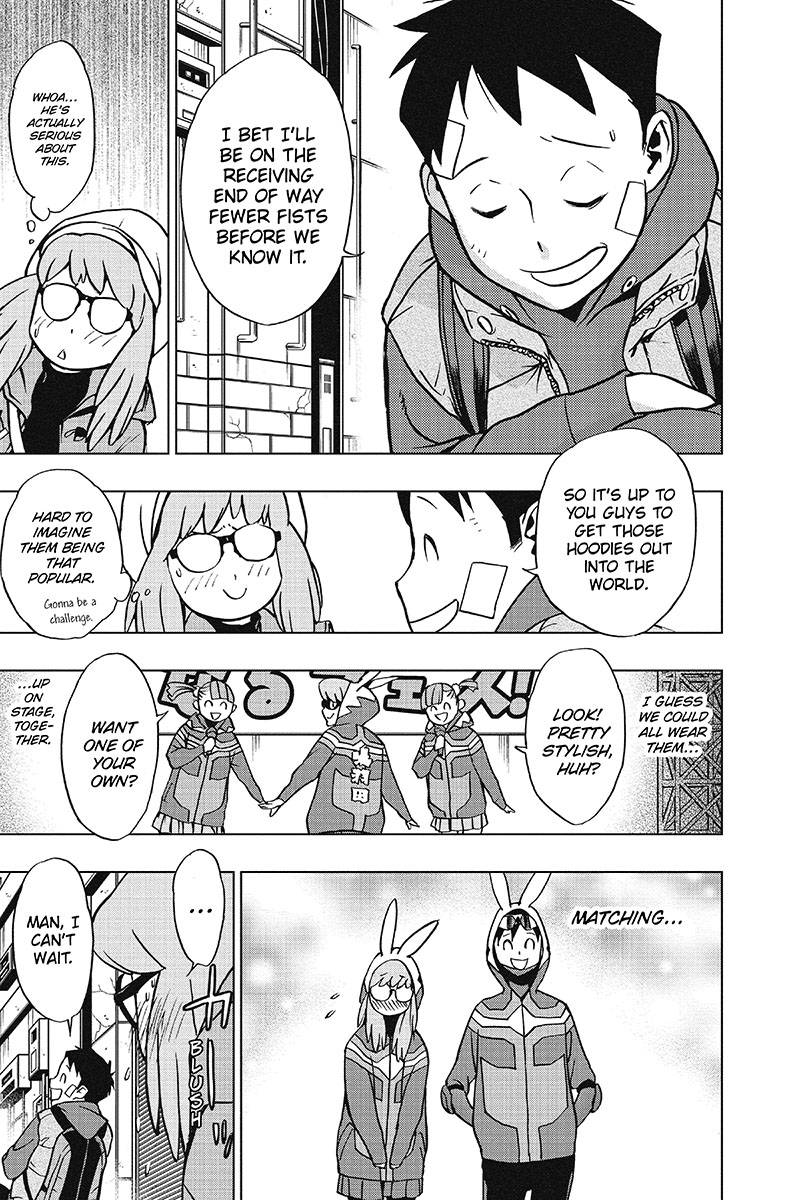 I BET I'LL
BE ON THE
RECEIVING
END OF WAY
FEWER FISTS
BEFORE WE
KNOW IT.
WHOA...
HE'S
ACTUALLY
SERIOUS
ABOUT
THIS.
SO IT'S UP TO
YOU GUYS TO
GET THOSE
HOODIES OUT
INTO THE
WORLD.
HARD TO
IMAGINE
THEM BEING
THAT
POPULAR.
Gonna be a
challenge.
I GUESS
WE COULD
ALL WEAR
THEM...
LOOK!
PRETTY
STYLISH,
HUH?
WANT
ONE OF
YOUR
OWN?
...UP
ON
STAGE,
TOGE-
THER.
MATCHING...
...
カ
BLUSH
MAN, I
CAN'T
WAIT.